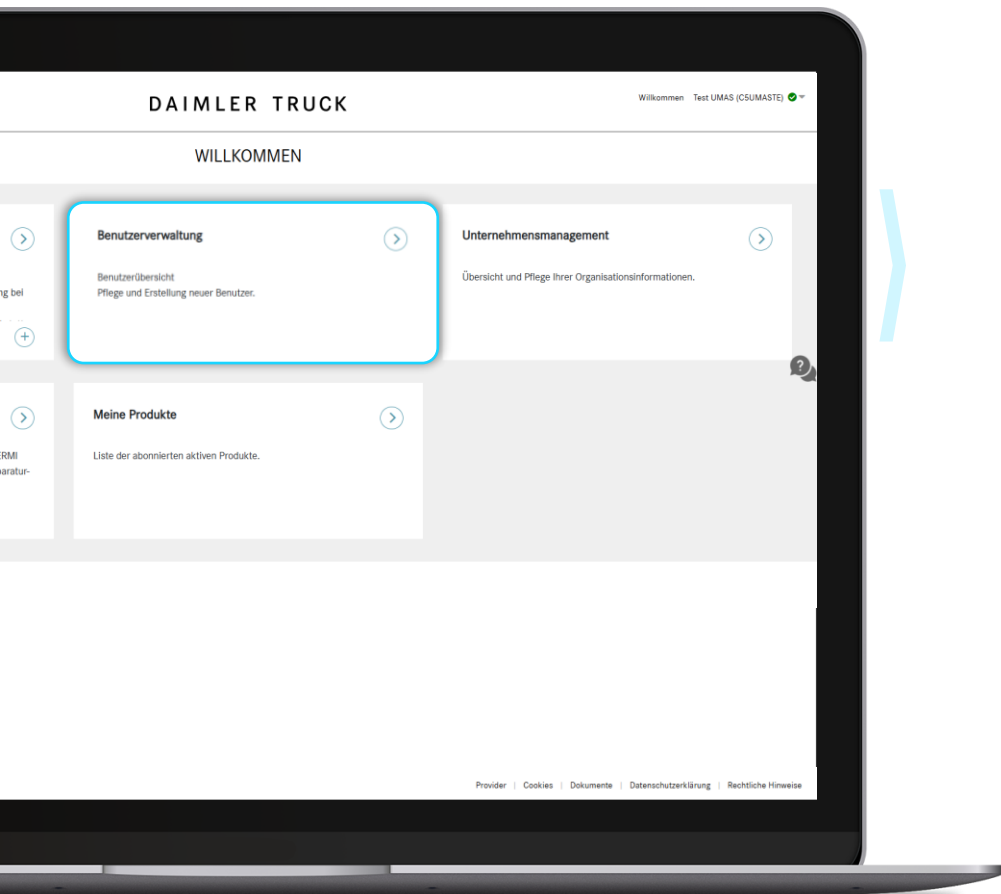 DAIMLER TRUCK
Willkommen Test UMAS (C5UMASTE)
WILLKOMMEN
ng bei
Benutzerverwaltung
Benutzerübersicht
Pflege und Erstellung neuer Benutzer.
Unternehmensmanagement
Übersicht und Pflege Ihrer Organisationsinformationen.
ERMI
paratur-
Meine Produkte
Liste der abonnierten aktiven Produkte.
Provider | Cookies | Dokumente | Datenschutzerklärung | Rechtliche Hinweise